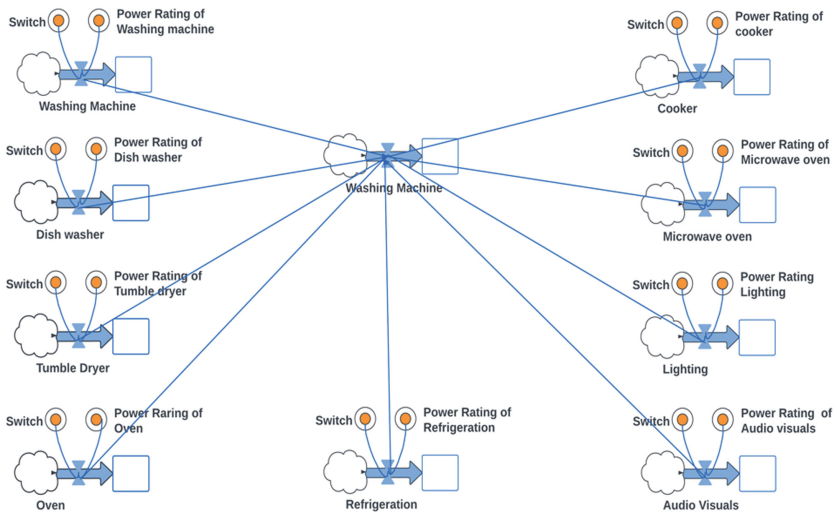 Switch
Power Rating of
Washing machine
Washing Machine
Switch
Power Rating of
cooker
Cooker
Washing Machine
Switch
Power Rating of
Dish washer
Dish washer
Switch
Power Rating of
Microwave oven
Microwave oven
Switch
Power Rating of
Tumble dryer
Tumble Dryer
Switch
Power Rating
Lighting
Lighting
Switch
Power Raring of
Oven
Oven
Switch
Power Rating of
Refrigeration
Refrigeration
Switch
Power Rating of
Audio visuals
Audio Visuals